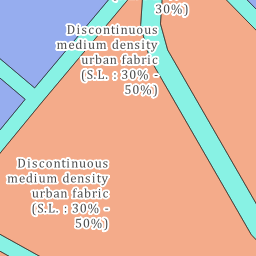 30%)
Discontinuous
medium density
urban fabric
(S.L. : 30% -
50%)
Discontinuous
medium density
urban fabric
(S.L. : 30% -
50%)